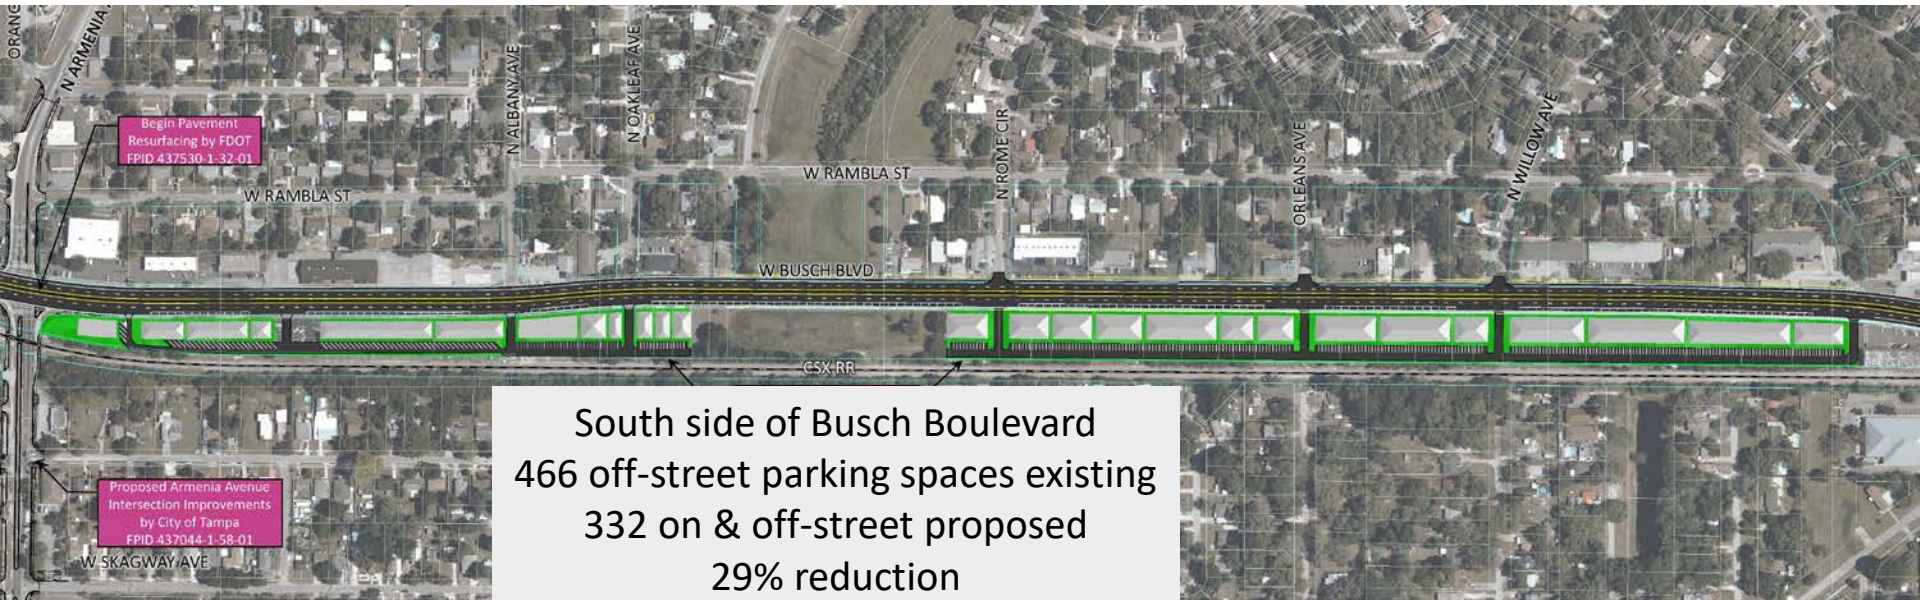 ORANG
N ARMENIA
N ALBANY AVE
N OAKLEAF AVE
N ROME CIR
ORLEANS AVE
N WILLOW AVE
Begin Pavement
Resurfacing by FDOT
FPID 437530-1-32-01
W RAMBLA ST
W RAMBLA ST
W BUSCH BLVD
CSX RR
South side of Busch Boulevard
466 off-street parking spaces existing
332 on & off-street proposed
29% reduction
Proposed Armenia Avenue
Intersection Improvements
by City of Tampa
FPID 437044-1-58-01
W SKAGWAY AVE